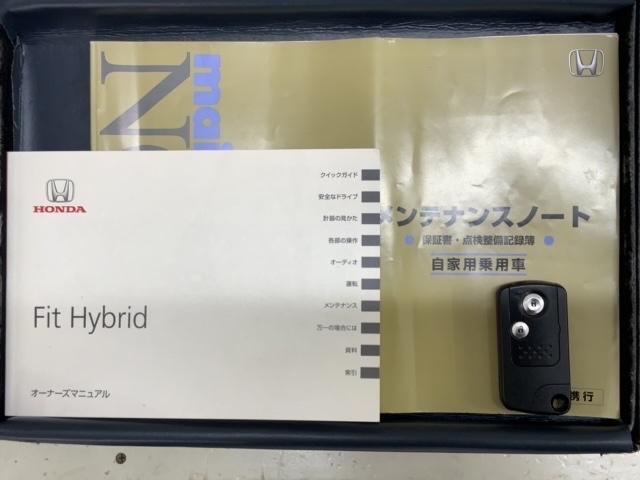 mai
N
HONDA
Fit Hybrid
オーナーズマニュアル
クイックガイド
安全なドライブ
計器の見かた
各部の操作
オーディオ
運転
メンテナンス
万一の場合には
資料
索引
メンテナンスノート
保証書・点検整備記録簿
自家用乗用車
携行